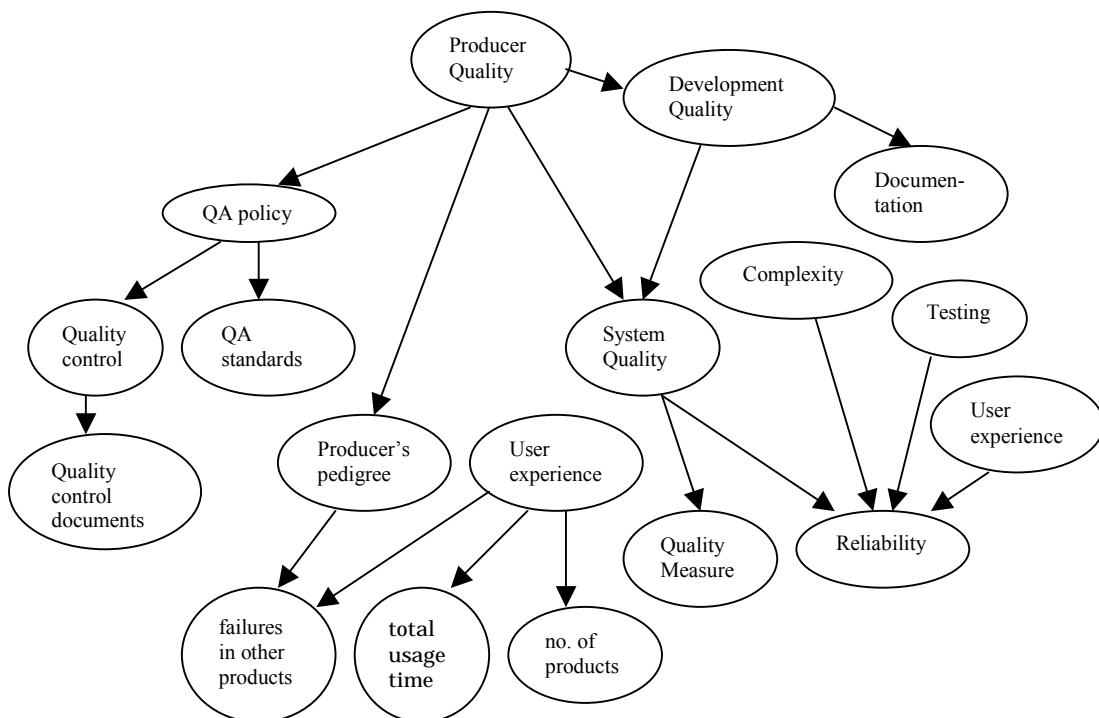 Producer
Quality
Development
Quality
Documen-
tation
QA policy
Complexity
Testing
Quality
control
QA
standards
System
Quality
User
experience
Producer’s
pedigree
User
experience
Quality
control
documents
Quality
Measure
Reliability
failures
in other
products
total
usage
time
no. of
products